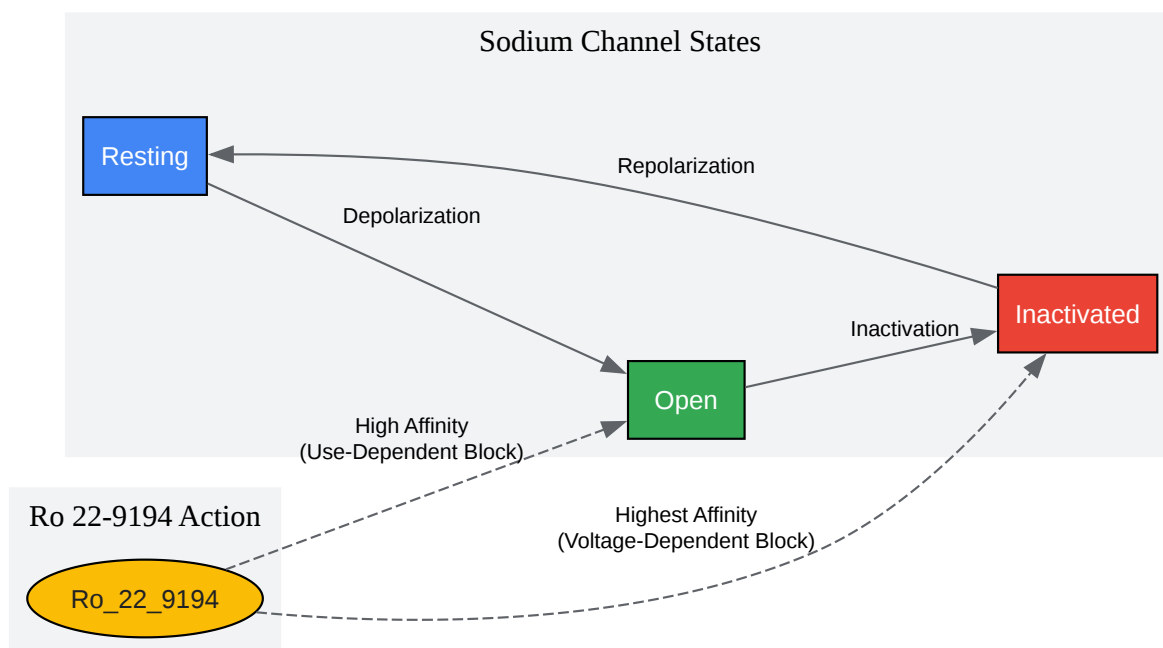 Sodium Channel States
Resting
Repolarization
Depolarization
Inactivated
Inactivation
Open
High Affinity
(Use-Dependent Block)
Ro 22-9194 Action
Highest Affinity
(Voltage-Dependent Block)
Ro_22_9194